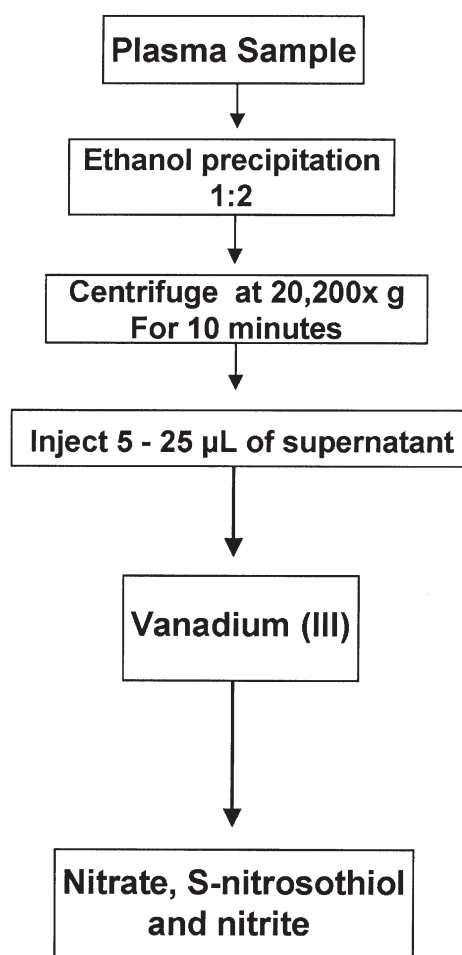 Plasma Sample
Ethanol precipitation
1:2
Centrifuge at 20,200x g
For 10 minutes
Inject 5 - 25 µL of supernatant
Vanadium (III)
Nitrate, S-nitrosothiol
and nitrite